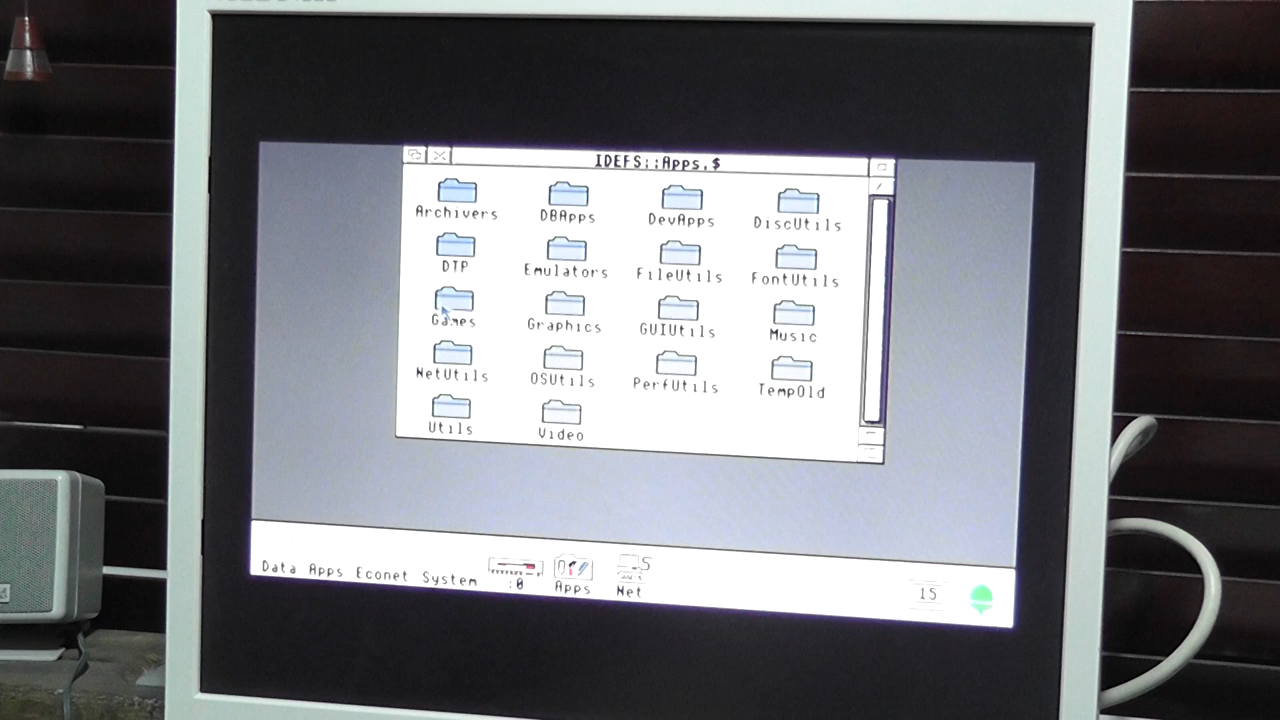 IDEFS::Apps.$
Archivers DBApps DevApps DiscUtils
DTP Emulators FileUtils FontUtils
Games Graphics GUIUtils Music
NetUtils OSUtils PerfUtils TempOld
Utils Video
Data Apps Econet System :0 Apps Net 15